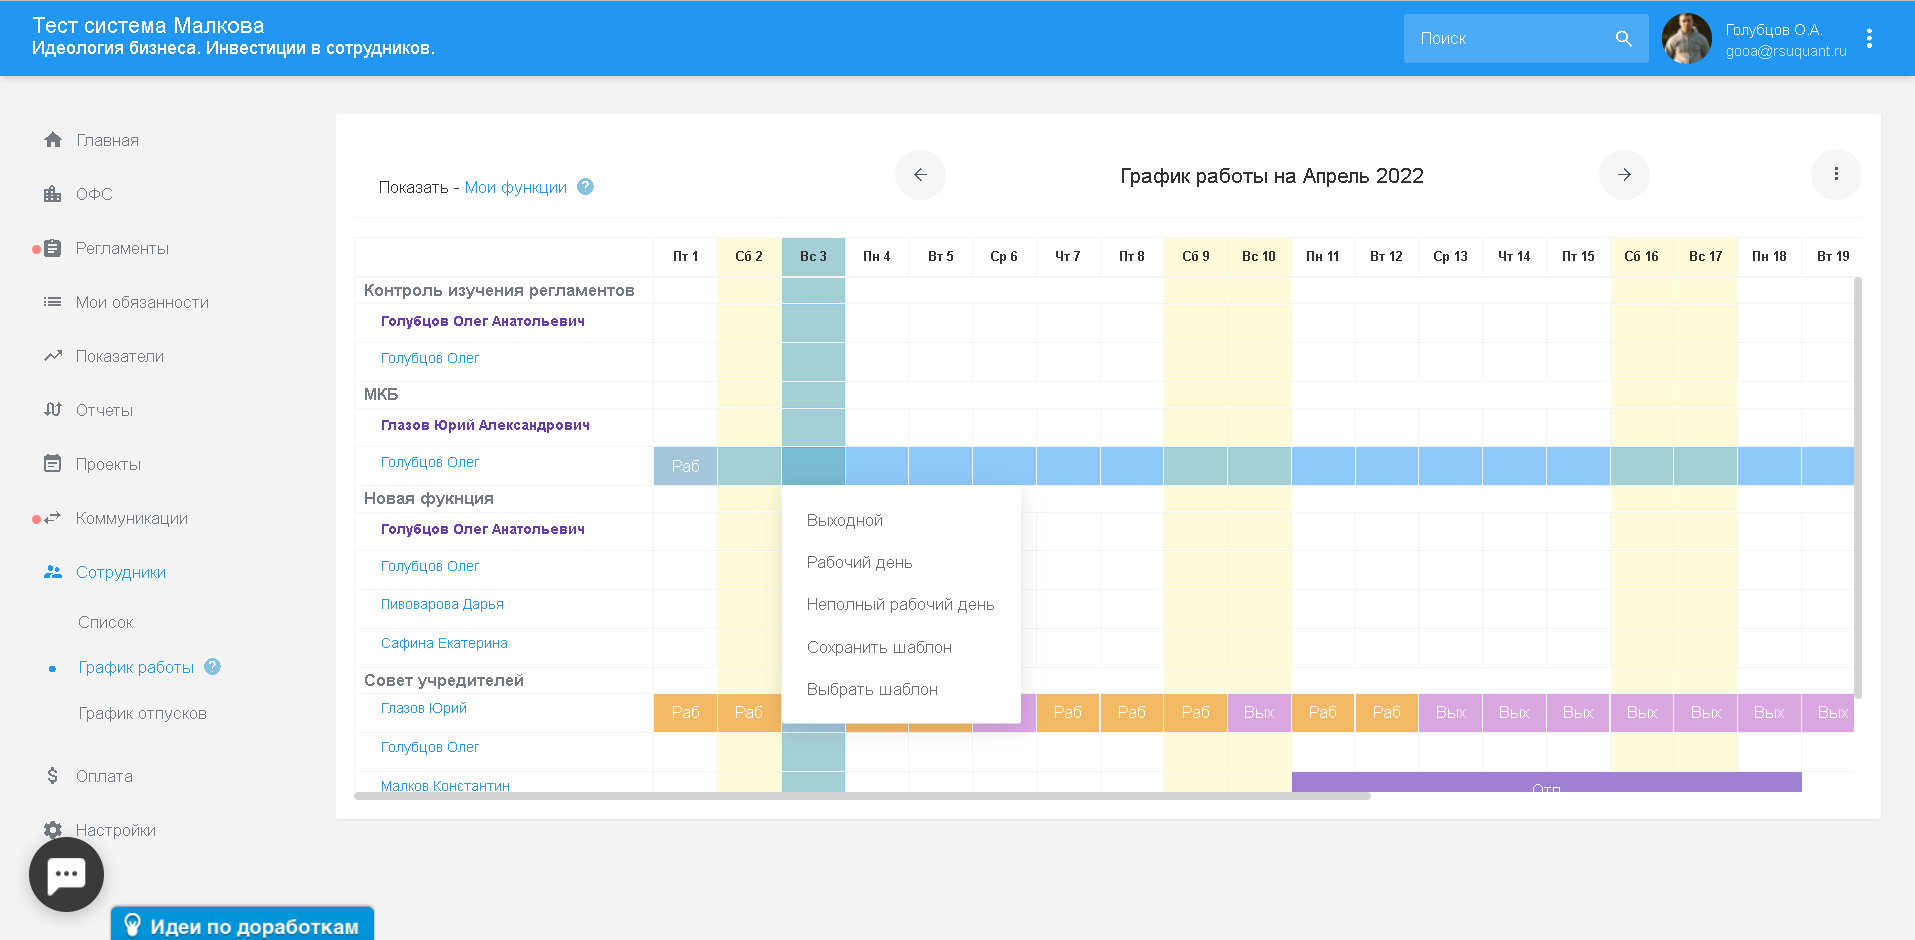 Тест система Малкова
Идеология бизнеса. Инвестиции в сотрудников.
Поиск
Голубцов О.А.
gooa@rsuquant.ru
Главная
ОФС
Регламенты
Мои обязанности
Показатели
Отчеты
Проекты
Коммуникации
Сотрудники
Список
График работы ?
График отпусков
Оплата
Настройки
Идеи по доработкам
Показать - Мои функции ?
График работы на Апрель 2022
Пт 1 Сб 2 Вс 3 Пн 4 Вт 5 Ср 6 Чт 7 Пт 8 Сб 9 Вс 10 Пн 11 Вт 12 Ср 13 Чт 14 Пт 15 Сб 16 Вс 17 Пн 18 Вт 19
Контроль изучения регламентов
Голубцов Олег Анатольевич
Голубцов Олег
МКБ
Глазов Юрий Александрович
Голубцов Олег Раб
Новая фукнция
Голубцов Олег Анатольевич
Голубцов Олег
Пивоварова Дарья
Сафина Екатерина
Выходной
Рабочий день
Неполный рабочий день
Сохранить шаблон
Выбрать шаблон
Совет учредителей
Глазов Юрий Раб Раб Раб Раб Раб Вых Раб Раб Вых Вых Вых Вых Вых Вых Вых
Голубцов Олег
Малков Константин Отп